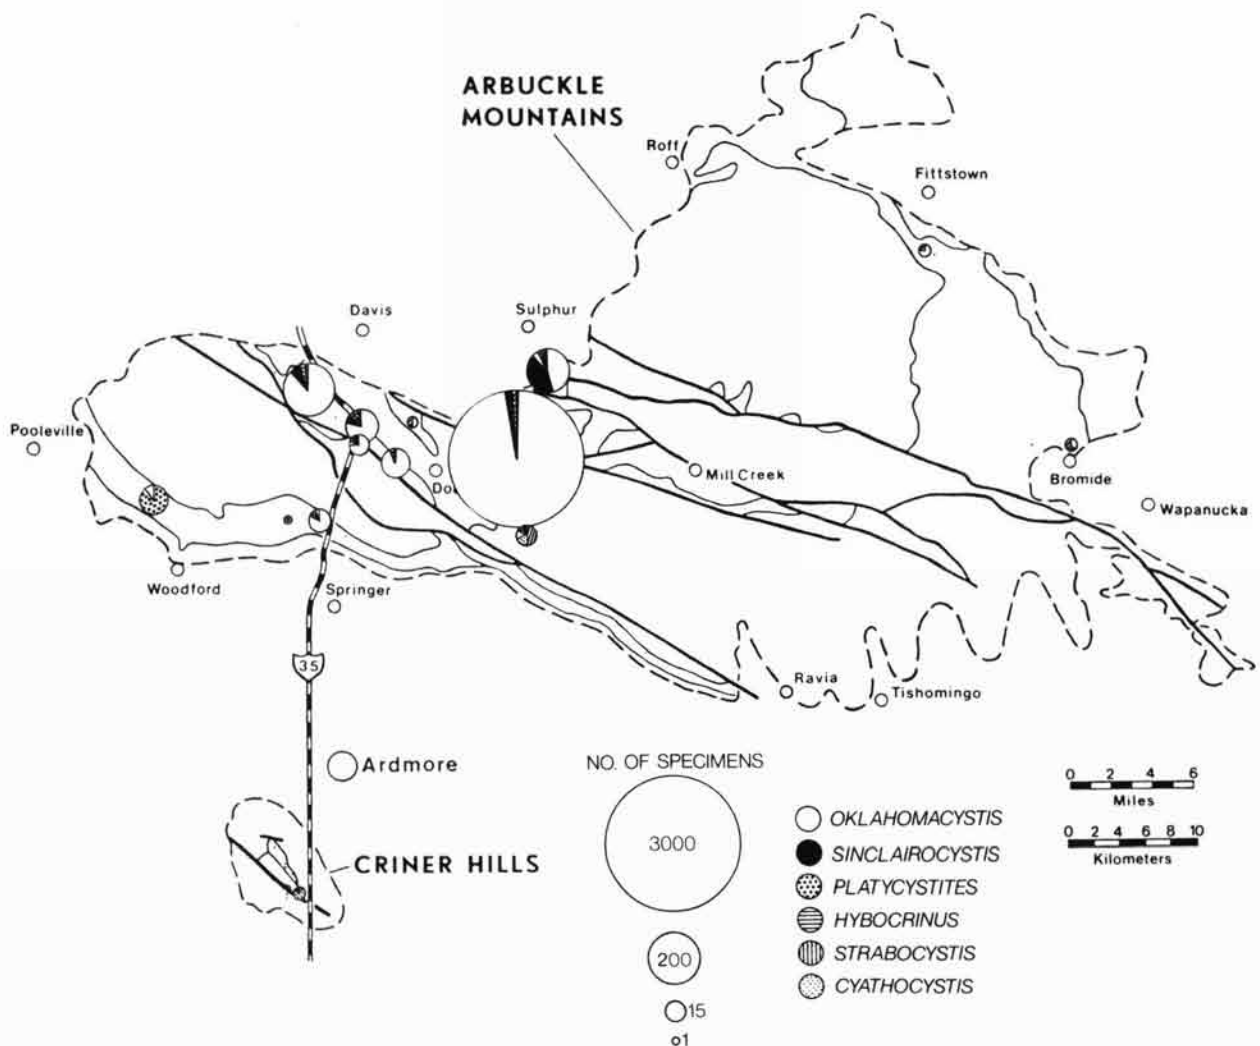 ARBUCKLE
MOUNTAINS
Roff
Fittstown
Davis
Sulphur
Pooleville
Mill Creek
Bromide
Wapanucka
Woodford
Springer
35
Ravia
Tishomingo
Ardmore
CRINER HILLS
NO. OF SPECIMENS
3000
200
15
1
OKLAHOMACYSTIS
SINCLAIROCYSTIS
PLATYCYSTITES
HYBOCRINUS
STRABOCYSTIS
CYATHOCYSTIS
0 2 4 6
Miles
0 2 4 6 8 10
Kilometers